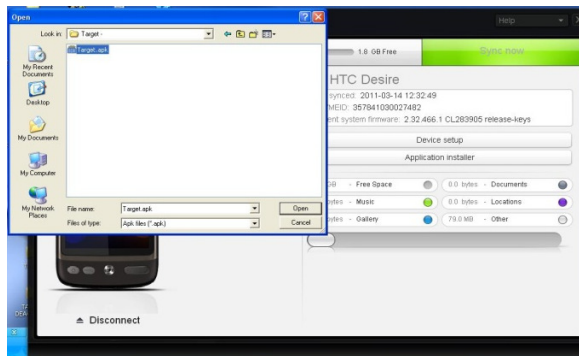 Open
Look in: Target -
Target.apk
My Recent
Documents
Desktop
My Documents
My Computer
My Network
Places
File name: Target.apk
Files of type: Apk files (*.apk)
Open
Cancel
Help
1.8 GB Free
Sync now
HTC Desire
synced: 2011-03-14 12:32:49
MEID: 357841030027482
ent system firmware: 2.32.466.1 CL283905 release-keys
Device setup
Application installer
GB - Free Space
0.0 bytes - Documents
bytes - Music
0.0 bytes - Locations
bytes - Gallery
79.0 MB - Other
Disconnect